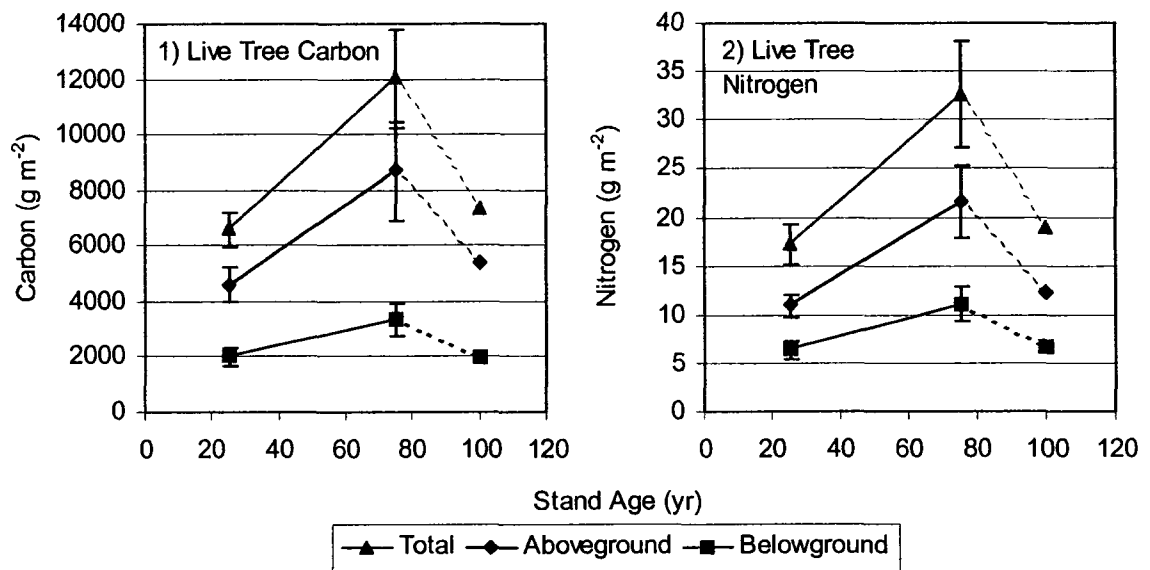 1) Live Tree Carbon
Carbon (g m-2)
14000
12000
10000
8000
6000
4000
2000
0
0 20 40 60 80 100 120
2) Live Tree
Nitrogen
Nitrogen (g m-2)
40
35
30
25
20
15
10
5
0
0 20 40 60 80 100 120
Stand Age (yr)
Total Aboveground Belowground